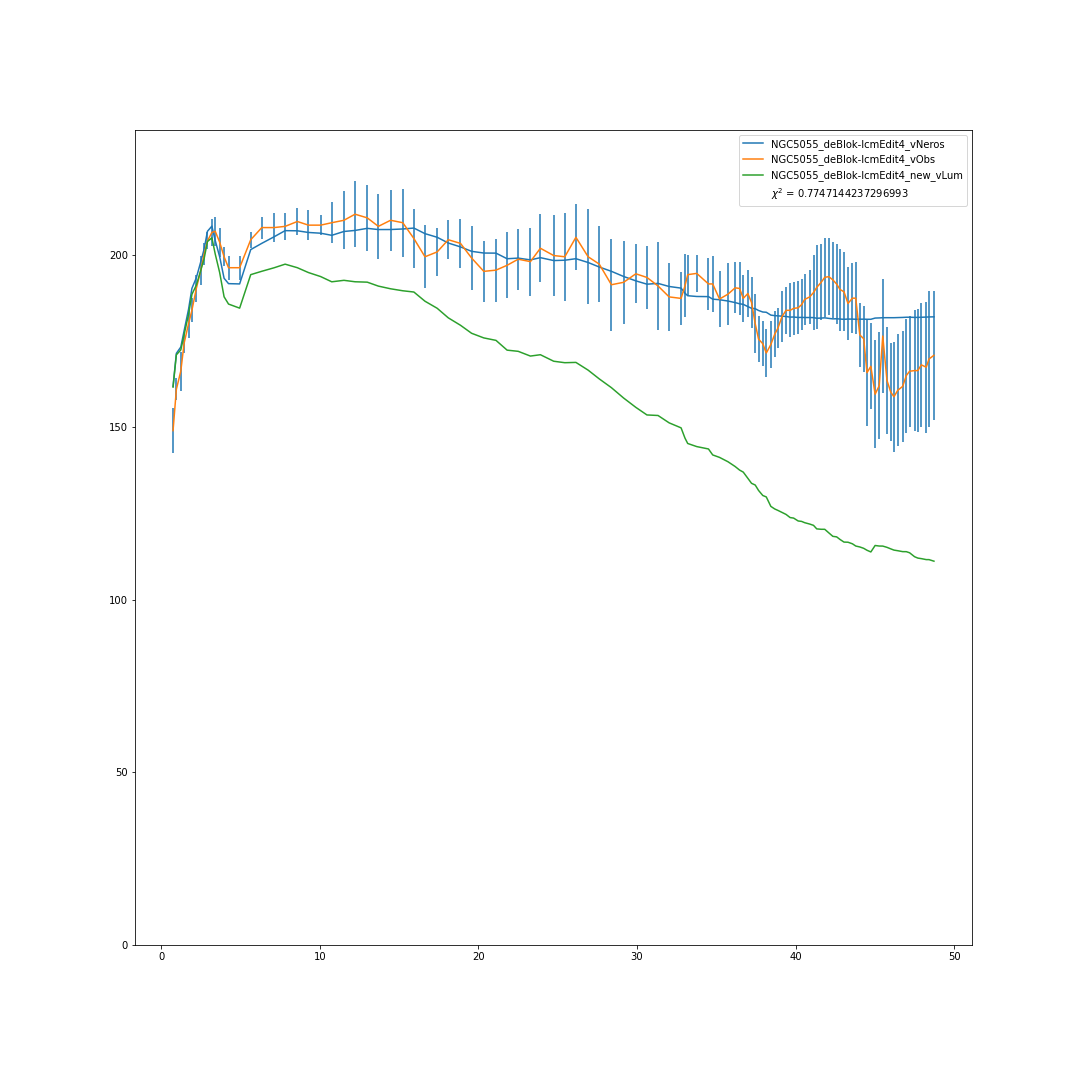 NGC5055_deBlok-lcmEdit4_vNeros
NGC5055_deBlok-lcmEdit4_vObs
NGC5055_deBlok-lcmEdit4_new_vLum
χ² = 0.7747144237296993
200
150
100
50
0
0 10 20 30 40 50